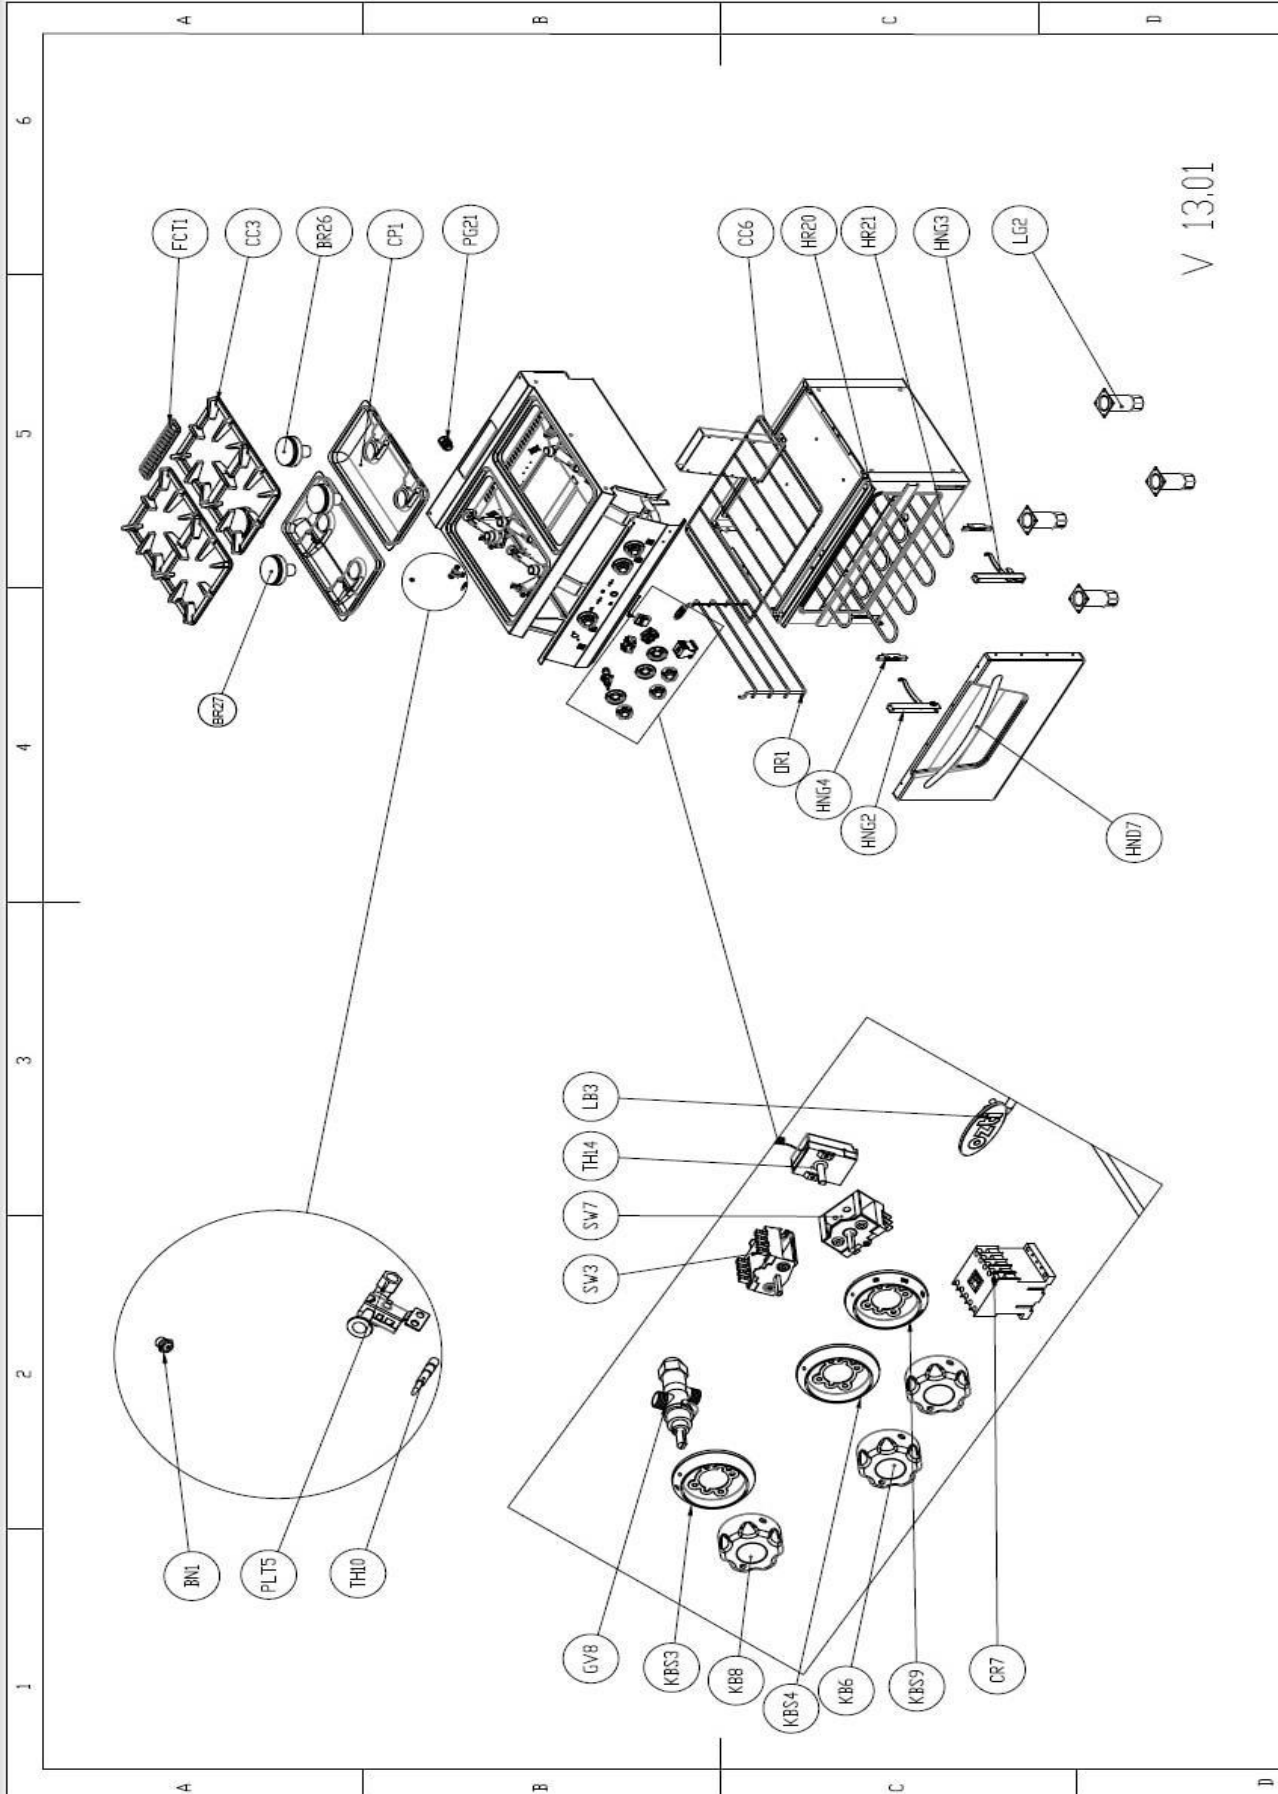 1 2 3 4 5 6
A A
BN1
FCT1
BR27
CC3
PLT5
BR26
TH10
CP1
PG21
B B
GV8
SW3
SW7
TH14
LB3
KBS3
KB8
CC6
OR1
KBS4
HR20
HNG4
KB6
HR21
HNG2
C C
KBS9
HNG3
CR7
LG2
HND7
D D
V 13.01